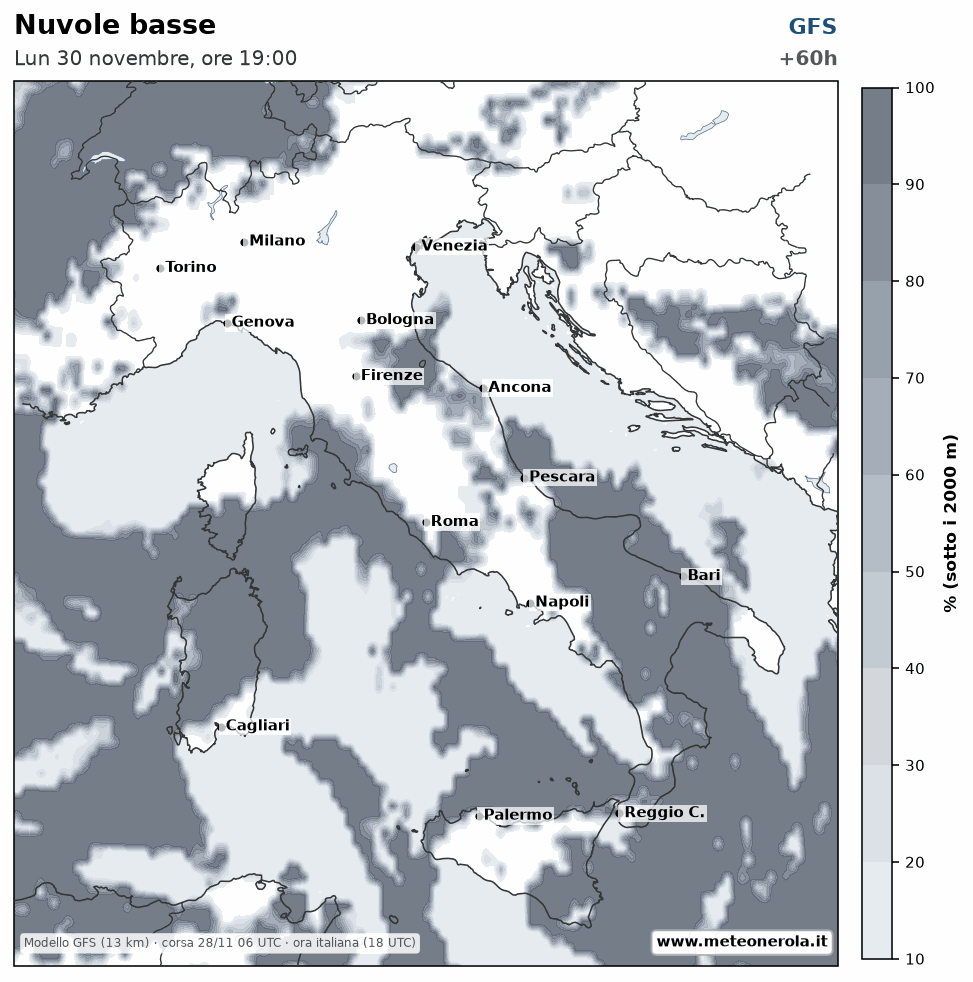 Nuvole basse
GFS
Lun 30 novembre, ore 19:00
+60h
100
90
80
70
60
50
40
30
20
10
% (sotto i 2000 m)
Milano
Venezia
Torino
Genova
Bologna
Firenze
Ancona
Pescara
Roma
Bari
Napoli
Cagliari
Palermo
Reggio C.
Modello GFS (13 km) · corsa 28/11 06 UTC · ora italiana (18 UTC)
www.meteonerola.it